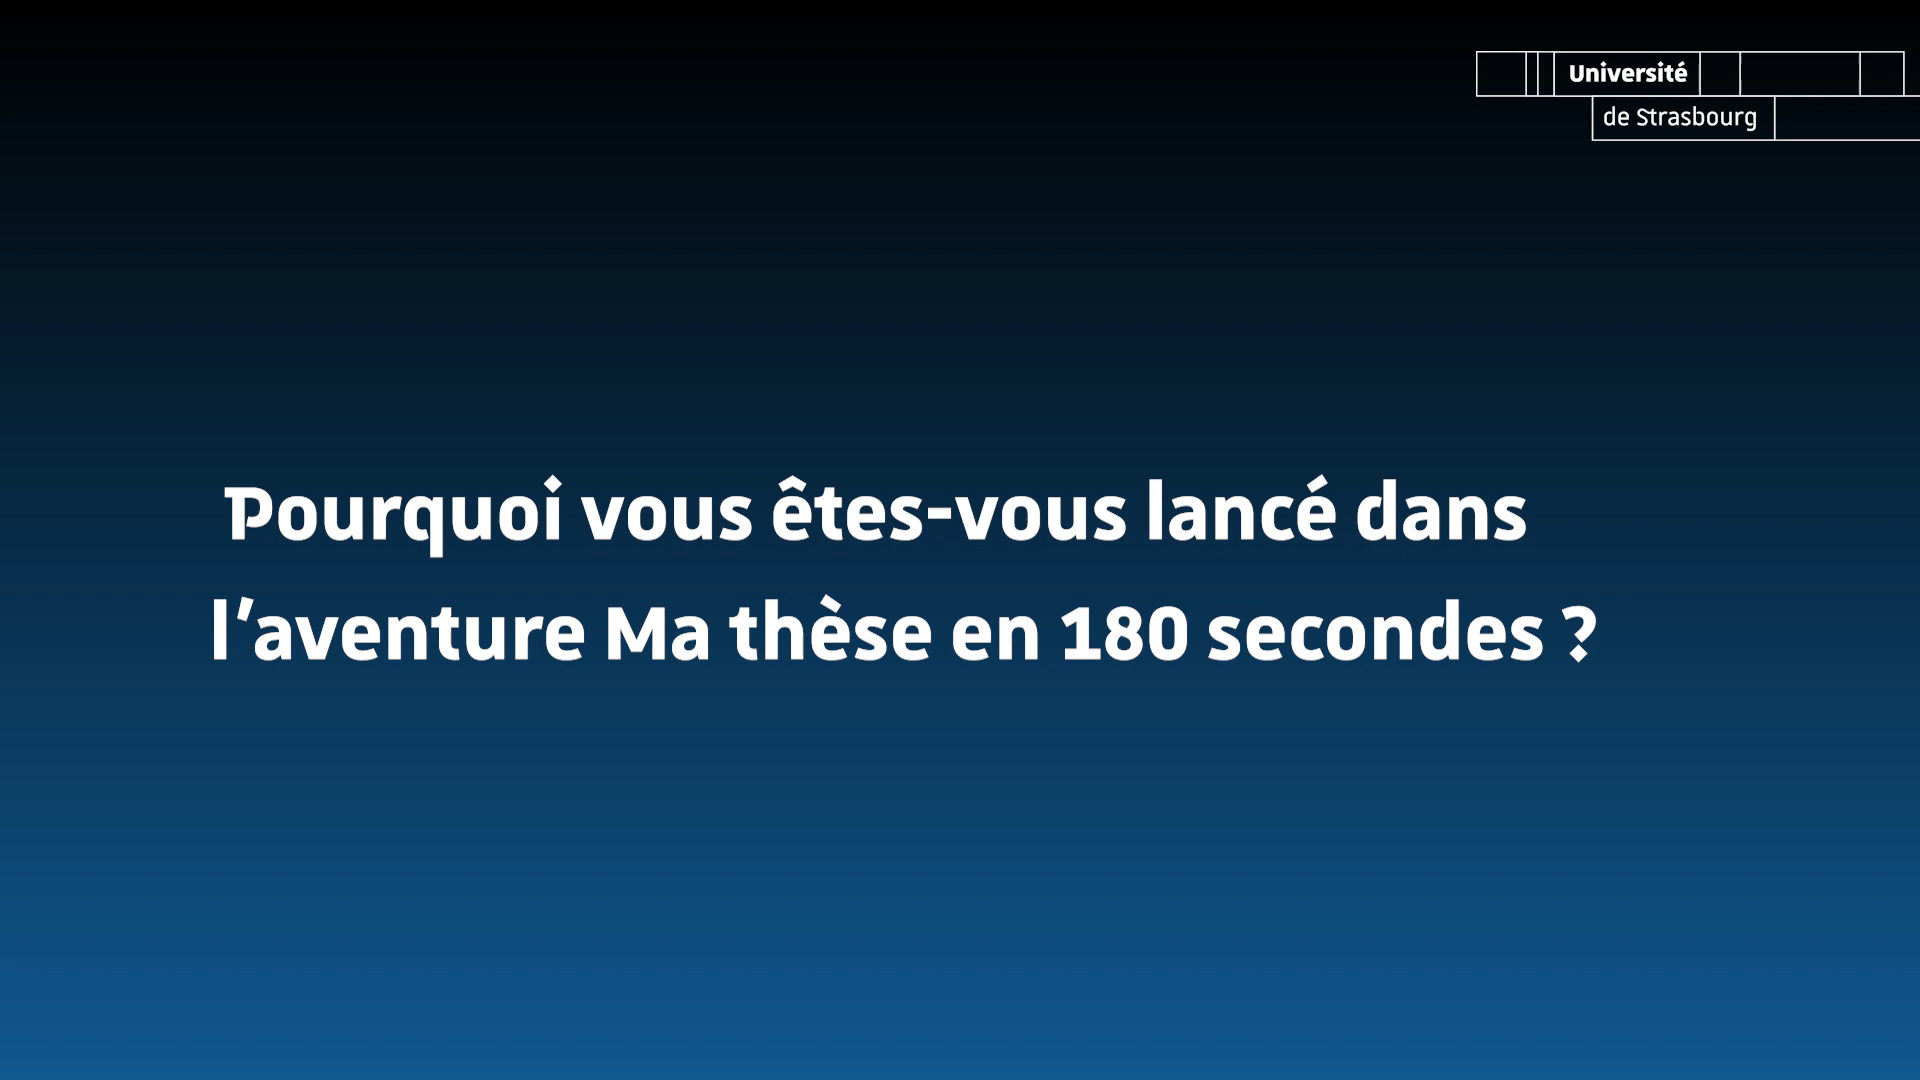 Université
de Strasbourg
Pourquoi vous êtes-vous lancé dans
l’aventure Ma thèse en 180 secondes ?